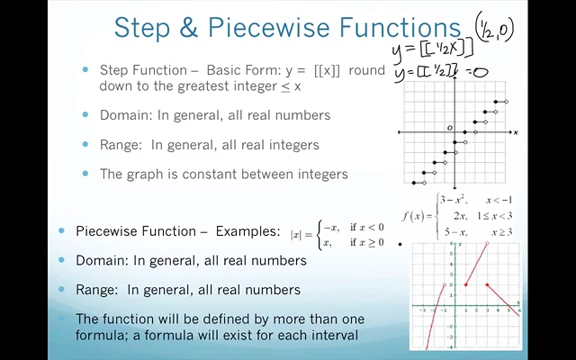 Step & Piecewise Functions
(1/2, 0)
y = [[ 1/2x ]]
y = [[ 1/2 ]] = 0
Step Function – Basic Form: y = [[x]] round
down to the greatest integer ≤ x
Domain: In general, all real numbers
Range: In general, all real integers
The graph is constant between integers
0
x
Piecewise Function – Examples: |x| = { -x, if x < 0
x, if x ≥ 0
f(x) = { 3 – x², x < –1
2x, 1 ≤ x < 3
5 – x, x ≥ 3
Domain: In general, all real numbers
Range: In general, all real numbers
The function will be defined by more than one
formula; a formula will exist for each interval